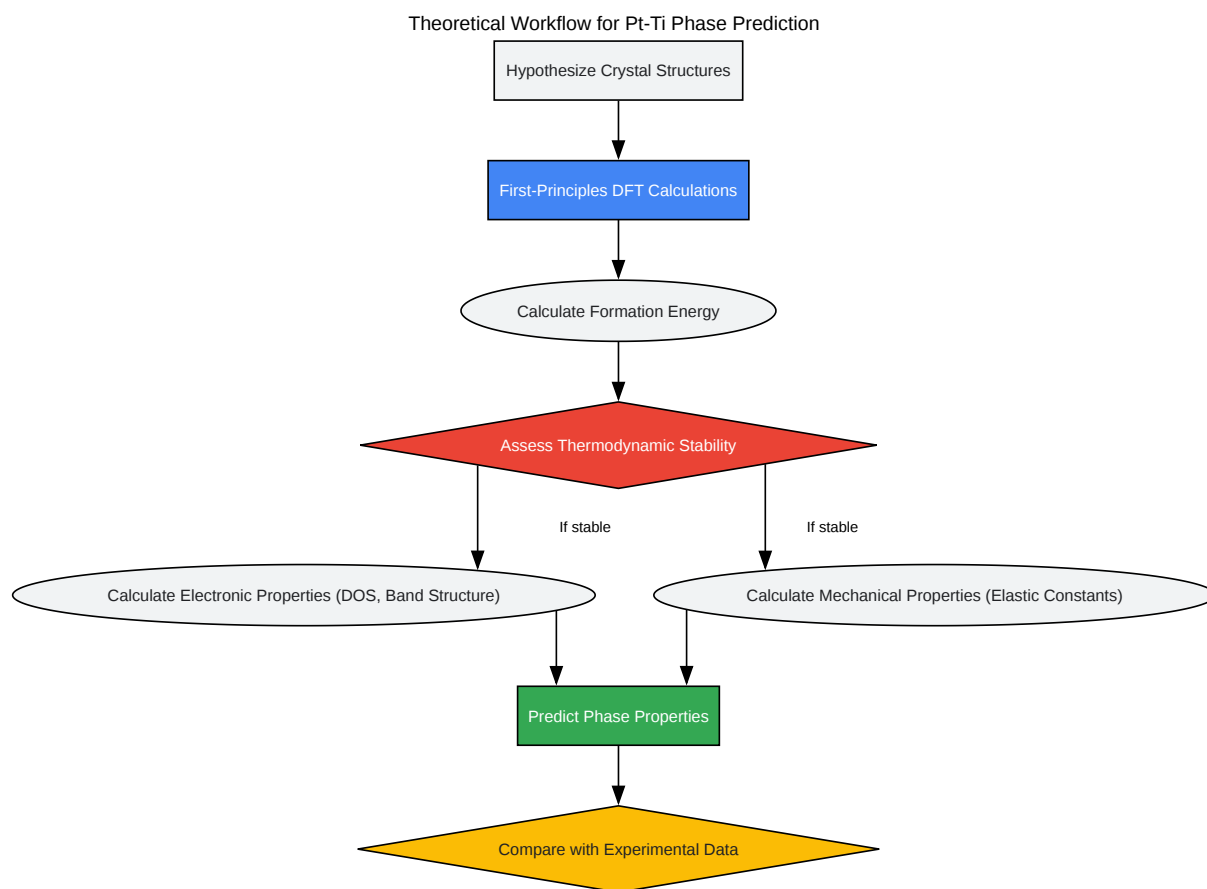 Theoretical Workflow for Pt-Ti Phase Prediction
Hypothesize Crystal Structures
First-Principles DFT Calculations
Calculate Formation Energy
Assess Thermodynamic Stability
If stable
If stable
Calculate Electronic Properties (DOS, Band Structure)
Calculate Mechanical Properties (Elastic Constants)
Predict Phase Properties
Compare with Experimental Data